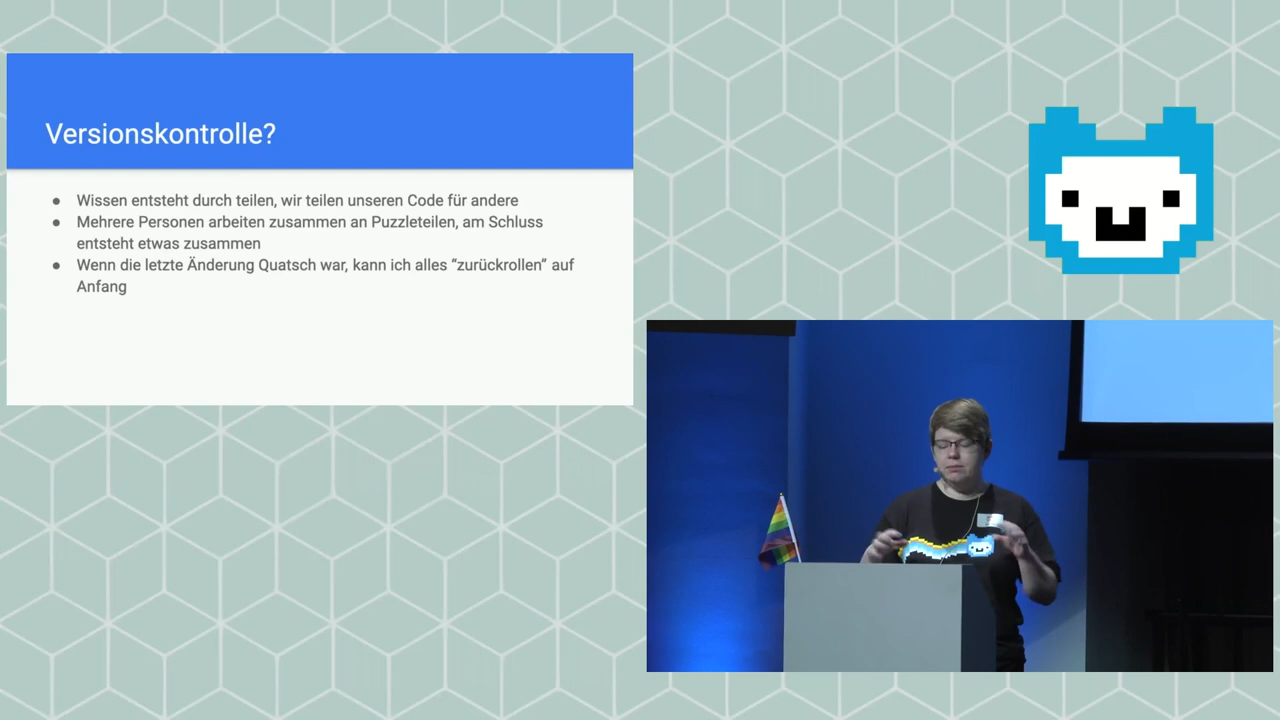 Versionskontrolle?
● Wissen entsteht durch teilen, wir teilen unseren Code für andere
● Mehrere Personen arbeiten zusammen an Puzzleteilen, am Schluss
entsteht etwas zusammen
● Wenn die letzte Änderung Quatsch war, kann ich alles “zurückrollen” auf
Anfang